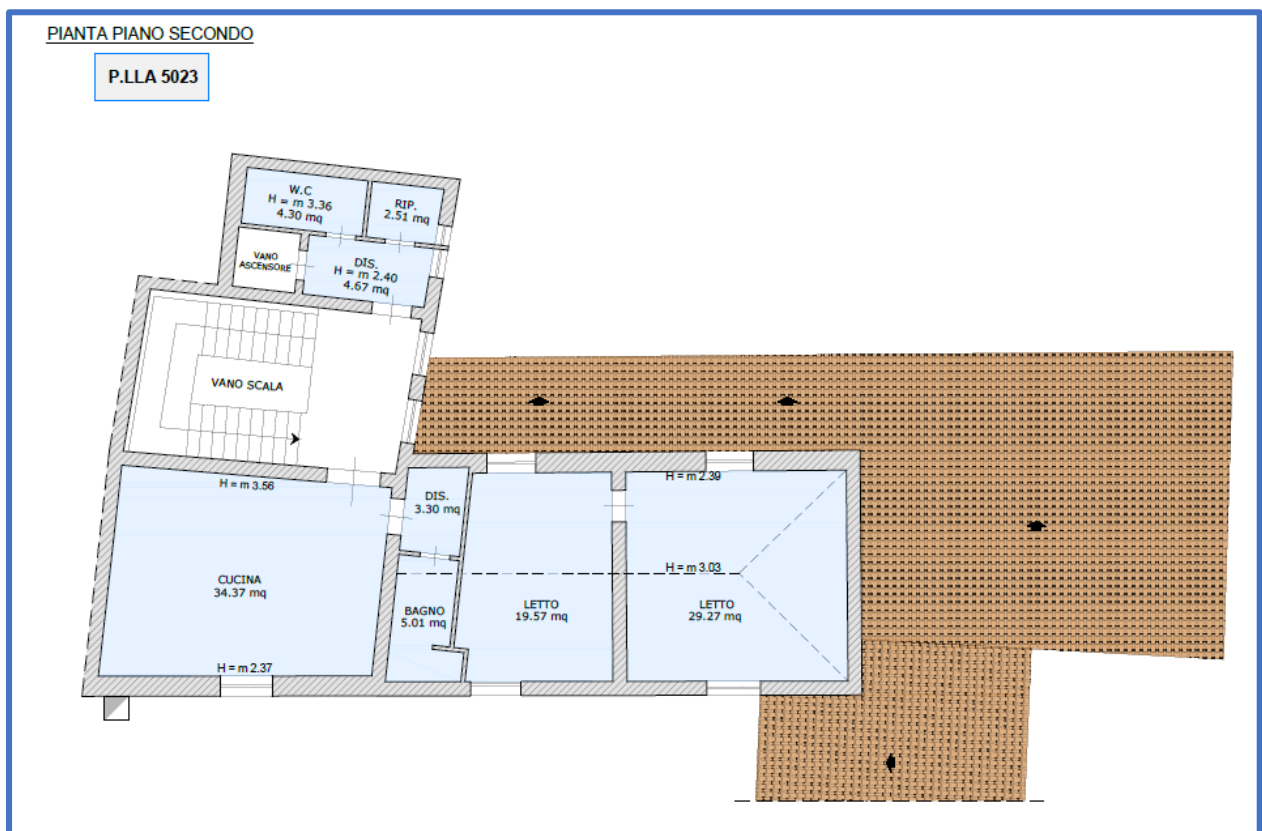 PIANTA PIANO SECONDO
P.LLA 5023
W.C
H = m 3.36
4.30 mq
RIP.
2.51 mq
VANO
ASCENSORE
DIS.
H = m 2.40
4.67 mq
VANO SCALA
H = m 3.56
DIS.
3.30 mq
H = m 2.39
CUCINA
34.37 mq
H = m 3.03
BAGNO
5.01 mq
LETTO
19.57 mq
LETTO
29.27 mq
H = m 2.37